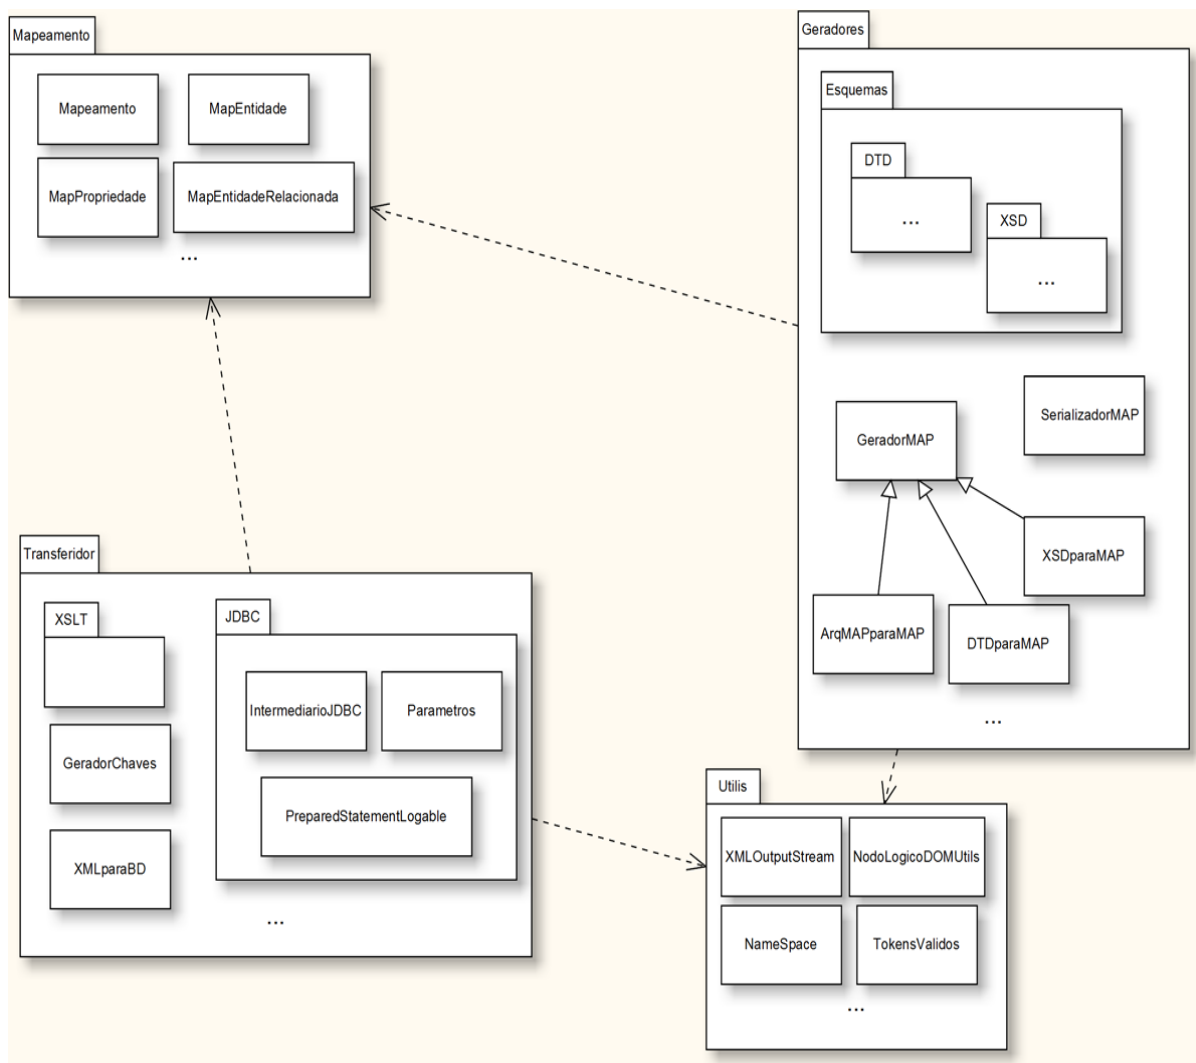 Mapeamento
Mapeamento
MapEntidade
MapPropriedade
MapEntidadeRelacionada
...
Geradores
Esquemas
DTD
...
XSD
...
GeradorMAP
SerializadorMAP
XSDparaMAP
ArqMAPparaMAP
DTDparaMAP
...
Transferidor
XSLT
JDBC
IntermediarioJDBC
Parametros
GeradorChaves
PreparedStatementLogable
XMLparaBD
...
Utilis
XMLOutputStream
NodoLogicoDOMUtils
NameSpace
TokensValidos
...